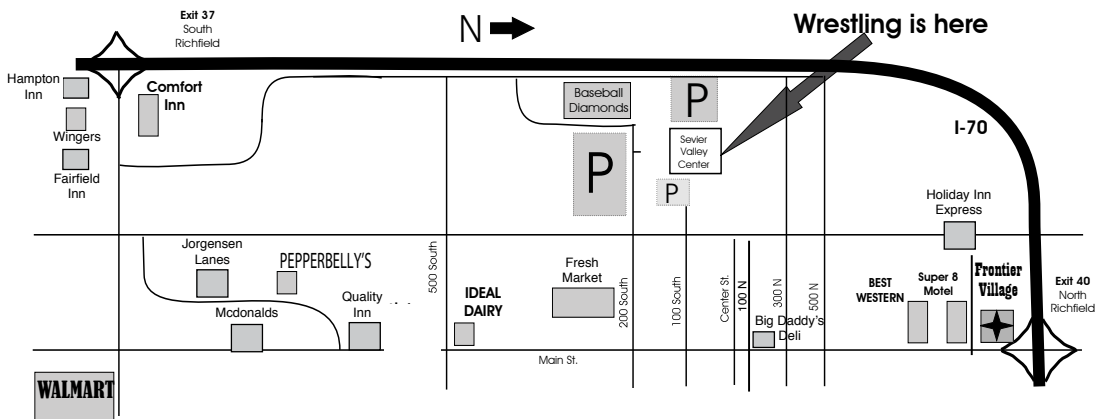 Exit 37
South
Richfield
N
Wrestling is here
Hampton
Inn
Comfort
Inn
Wingers
Fairfield
Inn
Baseball
Diamonds
P
P
P
Sevier
Valley
Center
I-70
Holiday Inn
Express
Jorgensen
Lanes
PEPPERBELLY'S
Mcdonalds
Quality
Inn
500 South
IDEAL
DAIRY
Fresh
Market
200 South
100 South
Center St.
100 N
300 N
500 N
Big Daddy's
Deli
BEST
WESTERN
Super 8
Motel
Frontier
Village
Exit 40
North
Richfield
Main St.
WALMART